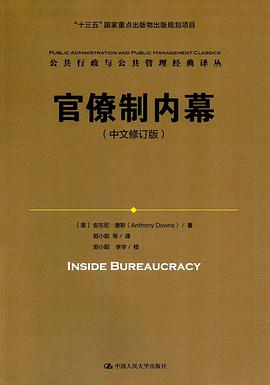 “十三五”国家重点出版物出版规划项目
PUBLIC ADMINISTRATION AND PUBLIC MANAGEMENT CLASSICS
公共行政与公共管理经典译丛
官僚制内幕
（中文修订版）
［美］安东尼·唐斯（Anthony Downs）／著
郭小聪 等／译
郭小聪 李学／校
INSIDE BUREAUCRACY
中国人民大学出版社